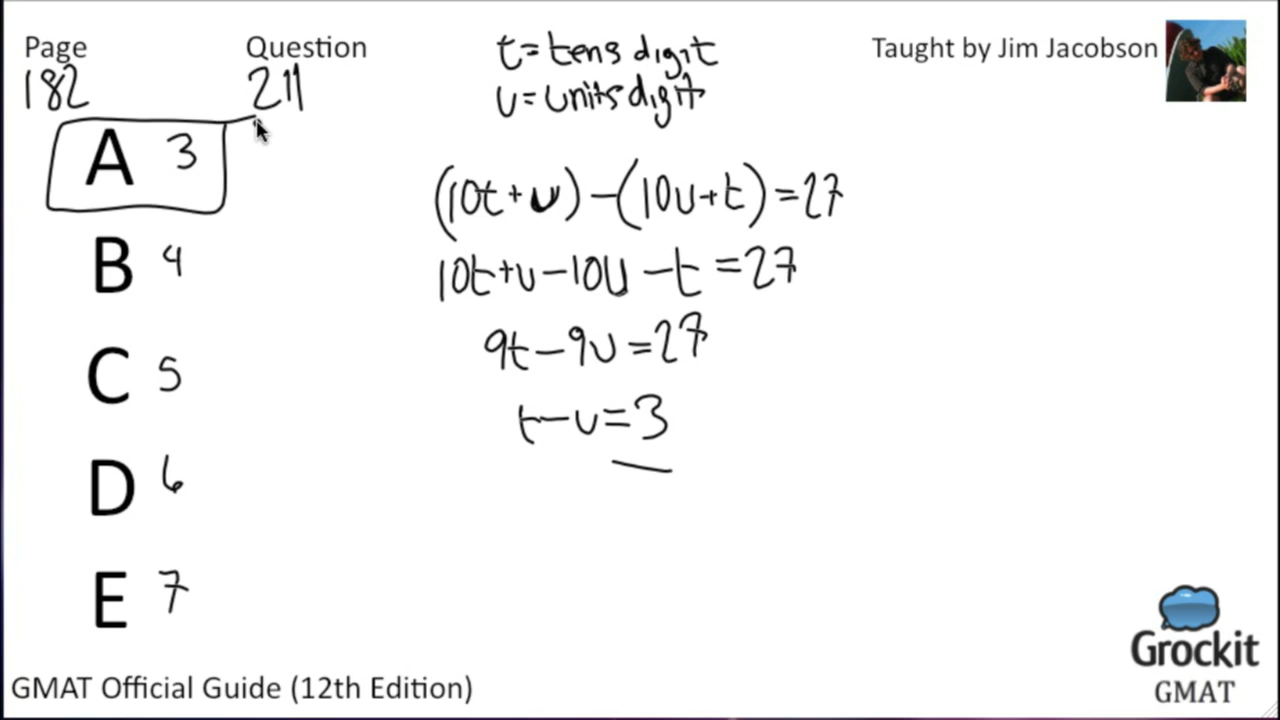 Page
Question
t=tens digit
Taught by Jim Jacobson
182
211
u=units digit
A 3
(10t+u)-(10u+t)=27
B 4
10t+u-10u-t=27
9t-9u=27
C 5
t-u=3
D 6
E 7
Grockit
GMAT
GMAT Official Guide (12th Edition)